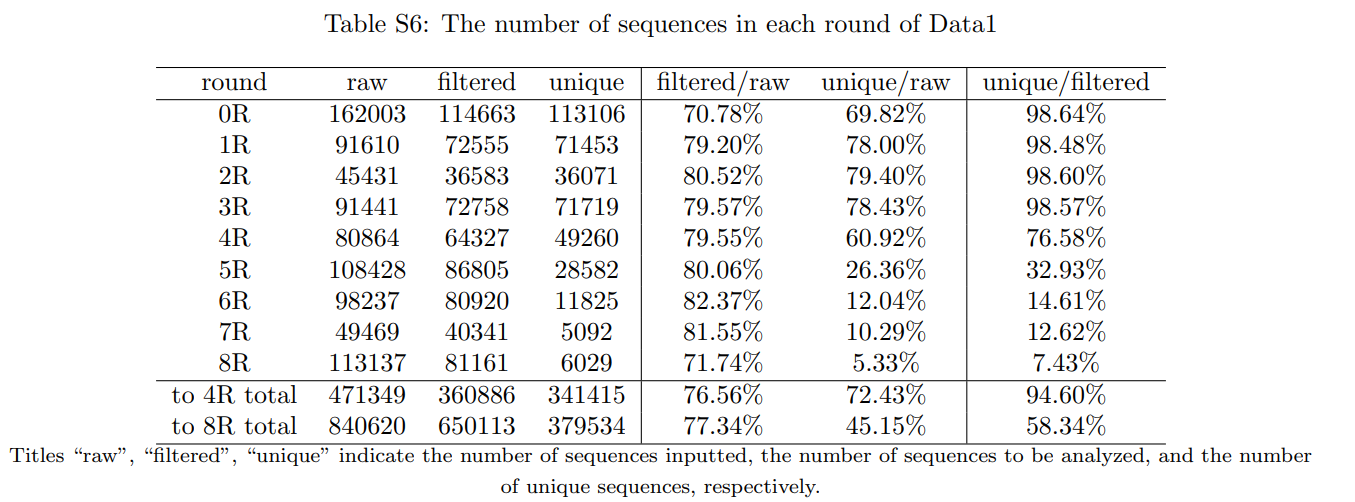 Table S6: The number of sequences in each round of Data1
round raw filtered unique filtered/raw unique/raw unique/filtered
0R 162003 114663 113106 70.78% 69.82% 98.64%
1R 91610 72555 71453 79.20% 78.00% 98.48%
2R 45431 36583 36071 80.52% 79.40% 98.60%
3R 91441 72758 71719 79.57% 78.43% 98.57%
4R 80864 64327 49260 79.55% 60.92% 76.58%
5R 108428 86805 28582 80.06% 26.36% 32.93%
6R 98237 80920 11825 82.37% 12.04% 14.61%
7R 49469 40341 5092 81.55% 10.29% 12.62%
8R 113137 81161 6029 71.74% 5.33% 7.43%
to 4R total 471349 360886 341415 76.56% 72.43% 94.60%
to 8R total 840620 650113 379534 77.34% 45.15% 58.34%
Titles “raw”, “filtered”, “unique” indicate the number of sequences inputted, the number of sequences to be analyzed, and the number
of unique sequences, respectively.